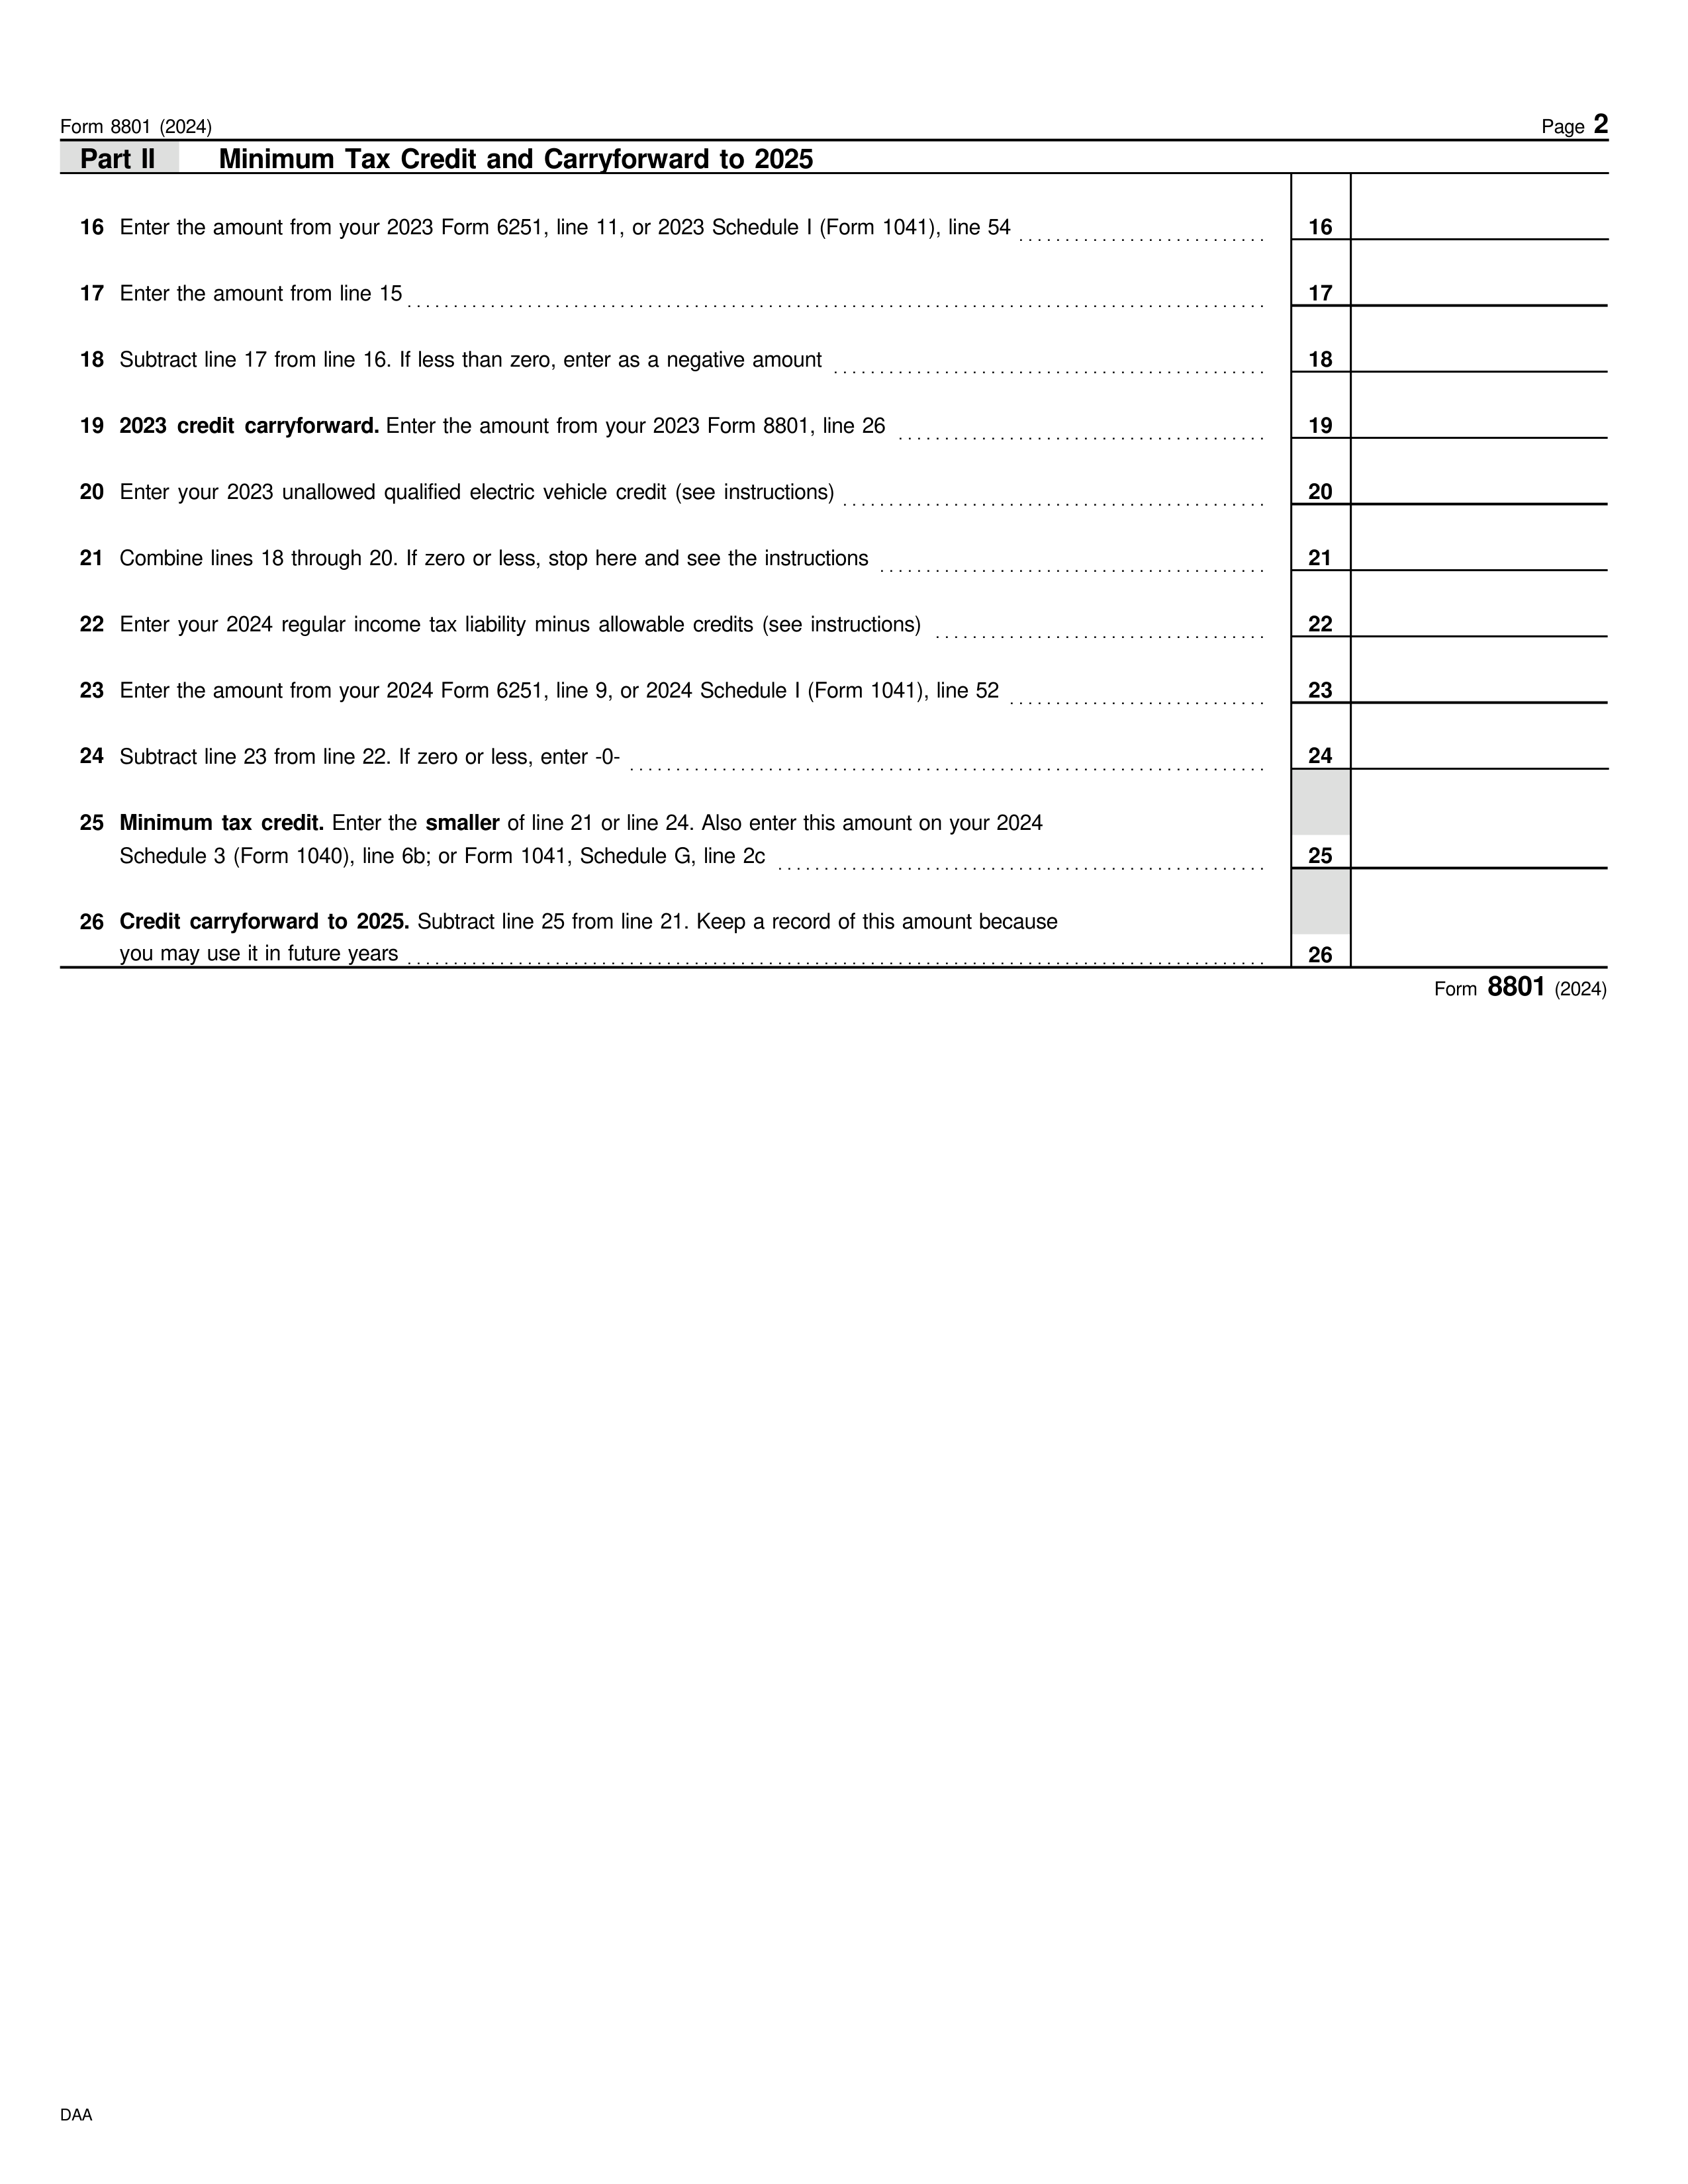 Form 8801 (2024) Page 2
Part II Minimum Tax Credit and Carryforward to 2025
16 Enter the amount from your 2023 Form 6251, line 11, or 2023 Schedule I (Form 1041), line 54 16
17 Enter the amount from line 15 17
18 Subtract line 17 from line 16. If less than zero, enter as a negative amount 18
19 2023 credit carryforward. Enter the amount from your 2023 Form 8801, line 26 19
20 Enter your 2023 unallowed qualified electric vehicle credit (see instructions) 20
21 Combine lines 18 through 20. If zero or less, stop here and see the instructions 21
22 Enter your 2024 regular income tax liability minus allowable credits (see instructions) 22
23 Enter the amount from your 2024 Form 6251, line 9, or 2024 Schedule I (Form 1041), line 52 23
24 Subtract line 23 from line 22. If zero or less, enter -0- 24
25 Minimum tax credit. Enter the smaller of line 21 or line 24. Also enter this amount on your 2024
Schedule 3 (Form 1040), line 6b; or Form 1041, Schedule G, line 2c 25
26 Credit carryforward to 2025. Subtract line 25 from line 21. Keep a record of this amount because
you may use it in future years 26
Form 8801 (2024)
DAA